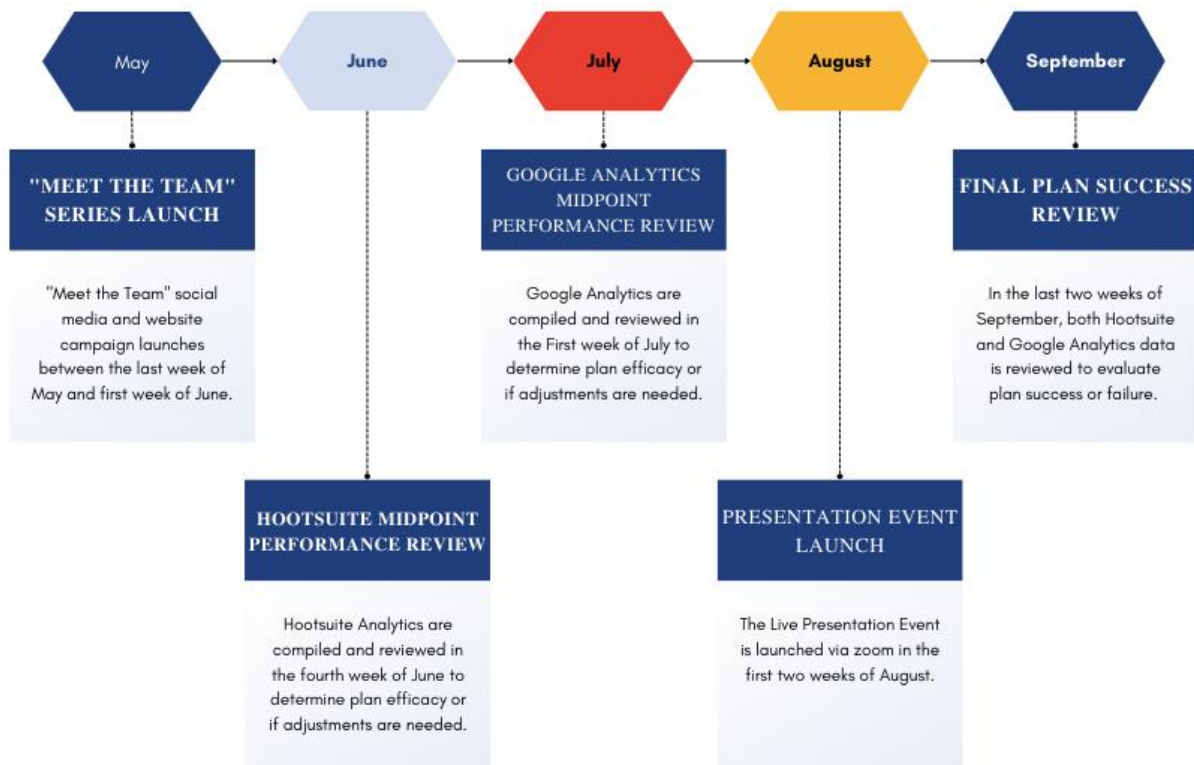 May
June
July
August
September
"MEET THE TEAM"
SERIES LAUNCH
"Meet the Team" social
media and website
campaign launches
between the last week of
May and first week of June.
HOOTSUITE MIDPOINT
PERFORMANCE REVIEW
Hootsuite Analytics are
compiled and reviewed in
the fourth week of June to
determine plan efficacy or
if adjustments are needed.
GOOGLE ANALYTICS
MIDPOINT
PERFORMANCE REVIEW
Google Analytics are
compiled and reviewed in
the First week of July to
determine plan efficacy or
if adjustments are needed.
PRESENTATION EVENT
LAUNCH
The Live Presentation Event
is launched via zoom in the
first two weeks of August.
FINAL PLAN SUCCESS
REVIEW
In the last two weeks of
September, both Hootsuite
and Google Analytics data
is reviewed to evaluate
plan success or failure.